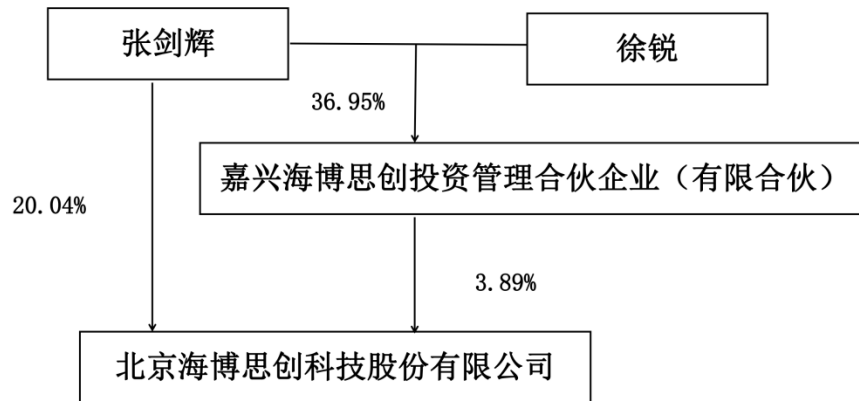 张剑辉
徐锐
36.95%
嘉兴海博思创投资管理合伙企业（有限合伙）
20.04%
3.89%
北京海博思创科技股份有限公司